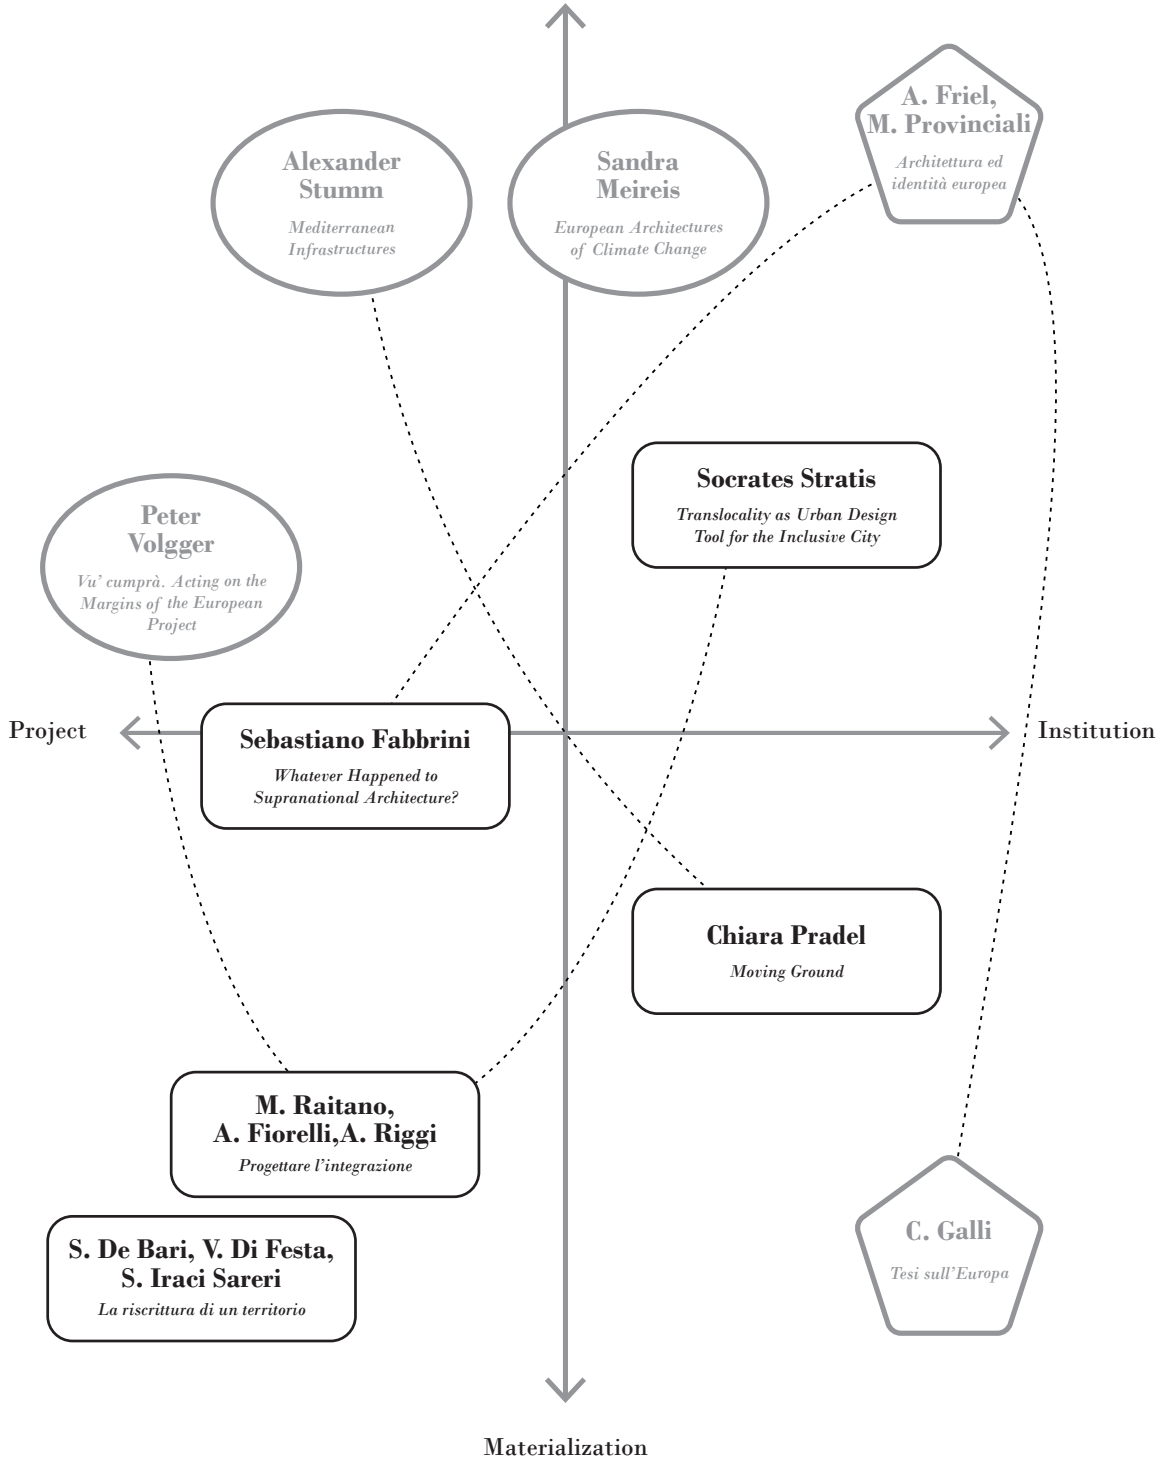 A. Friel,
M. Provinciali
Architettura ed
identità europea
Alexander
Stumm
Mediterranean
Infrastructures
Sandra
Meireis
European Architectures
of Climate Change
Socrates Stratis
Translocality as Urban Design
Tool for the Inclusive City
Peter
Volgger
Vu’ cumprà. Acting on the
Margins of the European
Project
Project
Institution
Sebastiano Fabbrini
Whatever Happened to
Supranational Architecture?
Chiara Pradel
Moving Ground
M. Raitano,
A. Fiorelli,A. Riggi
Progettare l’integrazione
C. Galli
Tesi sull’Europa
S. De Bari, V. Di Festa,
S. Iraci Sareri
La riscrittura di un territorio
Materialization